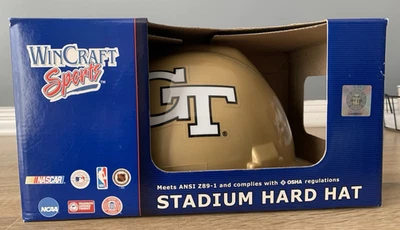 WINCRAFT
Sports
GT
NASCAR
NCAA
Meets ANSI Z89-1 and complies with OSHA regulations
STADIUM HARD HAT